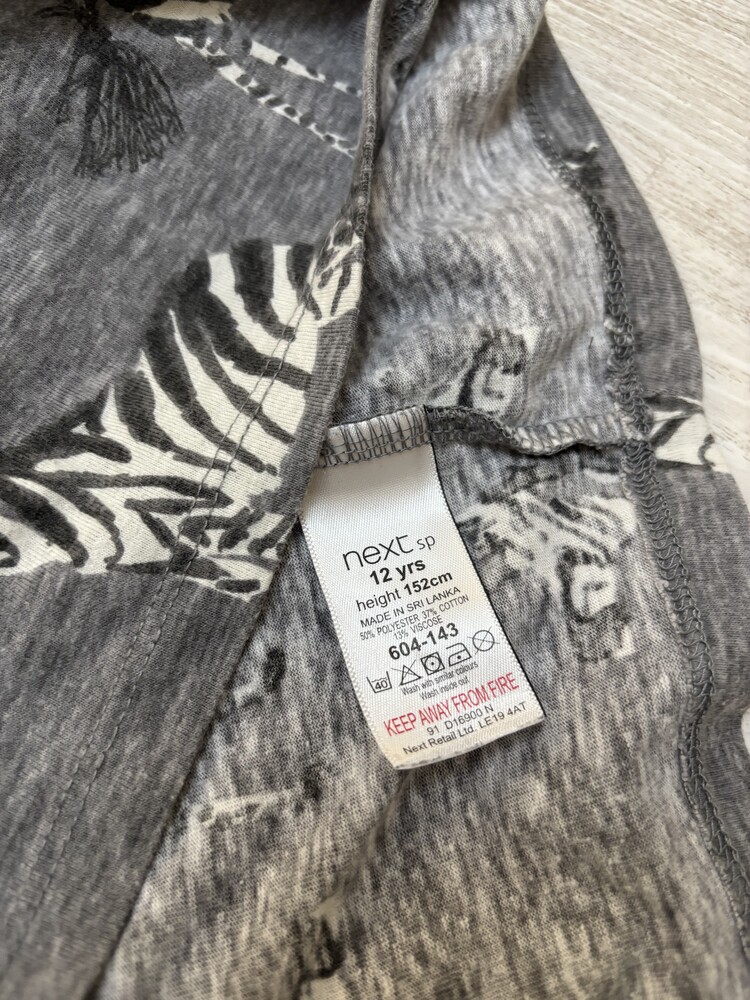 next sp
12 yrs
height 152cm
MADE IN SRI LANKA
50% POLYESTER 37% COTTON
13% VISCOSE
604-143
40
Wash with similar colours
Wash inside out
KEEP AWAY FROM FIRE
91 D16900 N
Next Retail Ltd. LE19 4AT